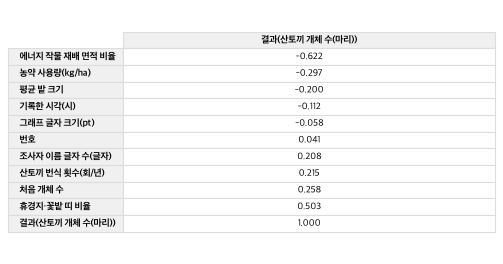 결과(산토끼 개체 수(마리))
에너지 작물 재배 면적 비율 -0.622
농약 사용량(kg/ha) -0.297
평균 밭 크기 -0.200
기록한 시각(시) -0.112
그래프 글자 크기(pt) -0.058
번호 0.041
조사자 이름 글자 수(글자) 0.208
산토끼 번식 횟수(회/년) 0.215
처음 개체 수 0.258
휴경지·꽃밭 띠 비율 0.503
결과(산토끼 개체 수(마리)) 1.000